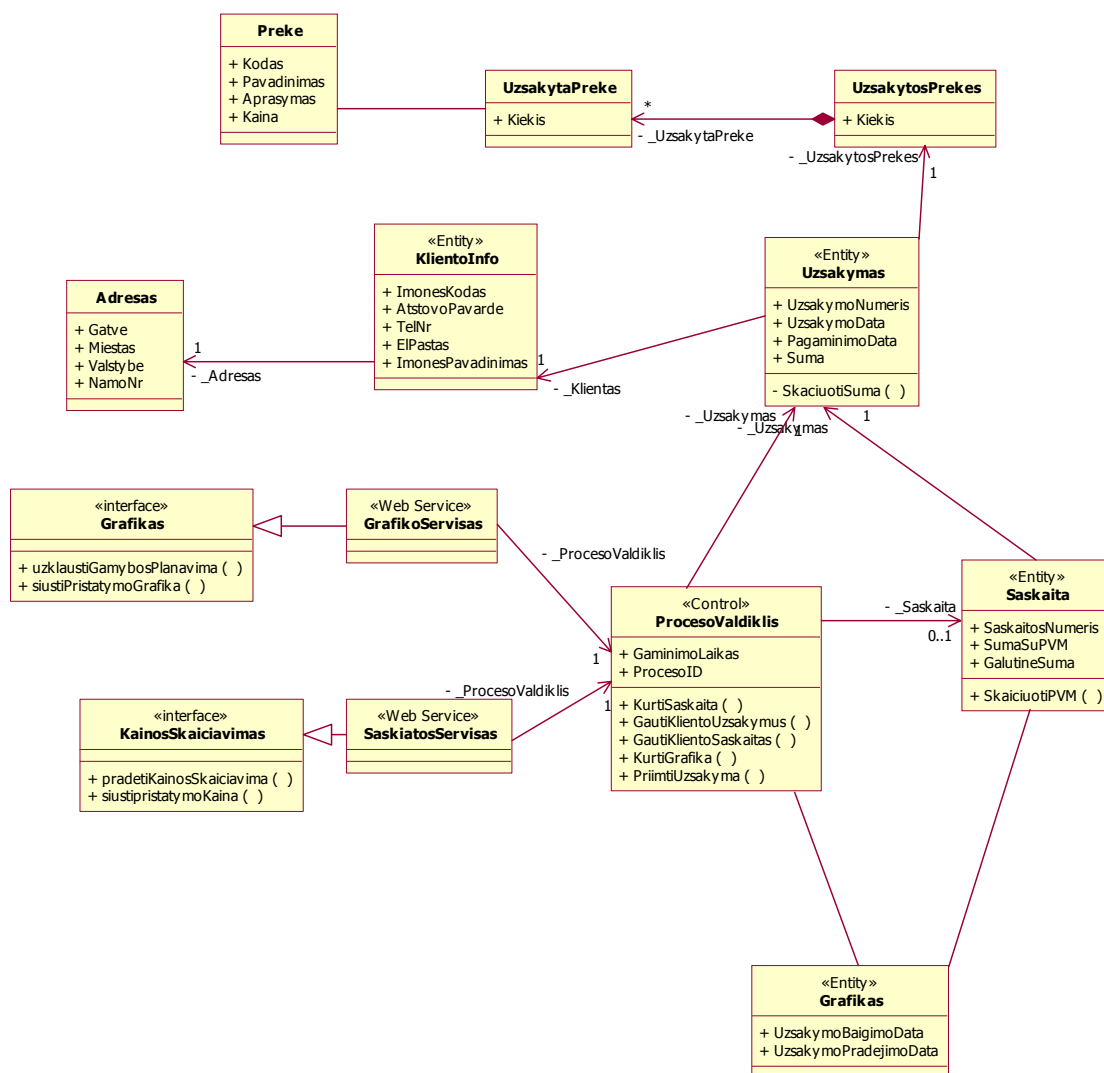 Preke
+ Kodas
+ Pavadinimas
+ Aprasymas
+ Kaina
UzsakytaPreke
+ Kiekis
*
- _UzsakytaPreke
UzsakytosPrekes
+ Kiekis
- _UzsakytosPrekes
1
«Entity»
KlientoInfo
+ ImonesKodas
+ AtstovoPavarde
+ TelNr
+ ElPastas
+ ImonesPavadinimas
«Entity»
Uzsakymas
+ UzsakymoNumeris
+ UzsakymoData
+ PagaminimoData
+ Suma
- SkaciuotiSuma ( )
Adresas
+ Gatve
+ Miestas
+ Valstybe
+ NamoNr
1
- _Adresas
1
- _Klientas
- _Uzsakymas
1
- _Uzsakymas
1
«interface»
Grafikas
+ uzklaustiGamybosPlanavima ( )
+ siustiPristatymoGrafika ( )
«Web Service»
GrafikoServisas
- _ProcesoValdiklis
1
«Control»
ProcesoValdiklis
+ GaminimoLaikas
+ ProcesoID
+ KurtiSaskaita ( )
+ GautiKlientoUzsakymus ( )
+ GautiKlientoSaskaitas ( )
+ KurtiGrafika ( )
+ PriimtiUzsakyma ( )
- _Saskaita
0..1
«Entity»
Saskaita
+ SaskaitosNumeris
+ SumaSuPVM
+ GalutineSuma
+ SkaiciuotiPVM ( )
«interface»
KainosSkaiciavimas
+ pradetiKainosSkaiciavima ( )
+ siustipristatymoKaina ( )
«Web Service»
SaskiatosServisas
- _ProcesoValdiklis
1
«Entity»
Grafikas
+ UzsakymoBaigimoData
+ UzsakymoPradejimoData